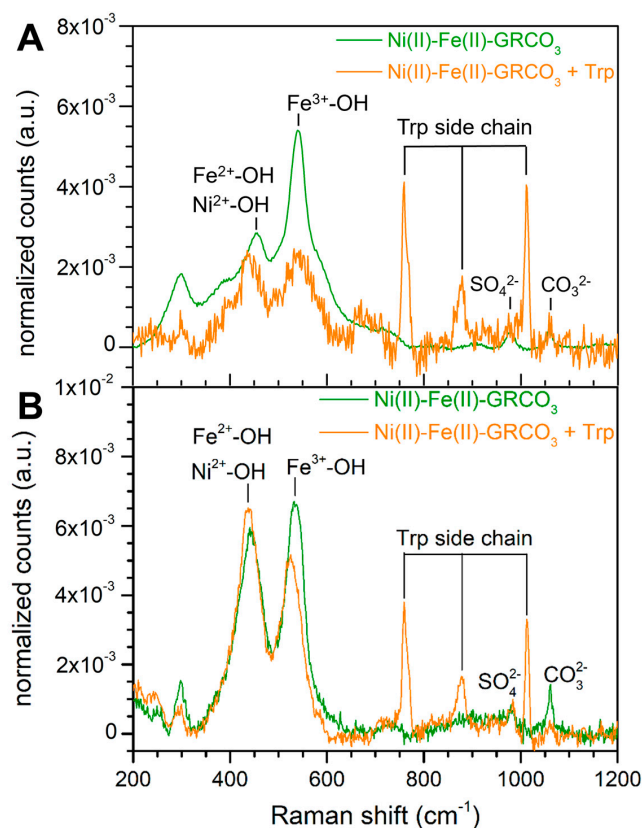 A
8x10⁻³
Ni(II)-Fe(II)-GRCO₃
Ni(II)-Fe(II)-GRCO₃ + Trp
Fe³⁺-OH
6x10⁻³
Trp side chain
Fe²⁺-OH
Ni²⁺-OH
4x10⁻³
SO₄²⁻
CO₃²⁻
2x10⁻³
0
normalized counts (a.u.)
B
1x10⁻²
Ni(II)-Fe(II)-GRCO₃
Ni(II)-Fe(II)-GRCO₃ + Trp
Fe²⁺-OH
Ni²⁺-OH
Fe³⁺-OH
8x10⁻³
Trp side chain
6x10⁻³
4x10⁻³
SO₄²⁻
CO₃²⁻
2x10⁻³
0
normalized counts (a.u.)
200 400 600 800 1000 1200
Raman shift (cm⁻¹)